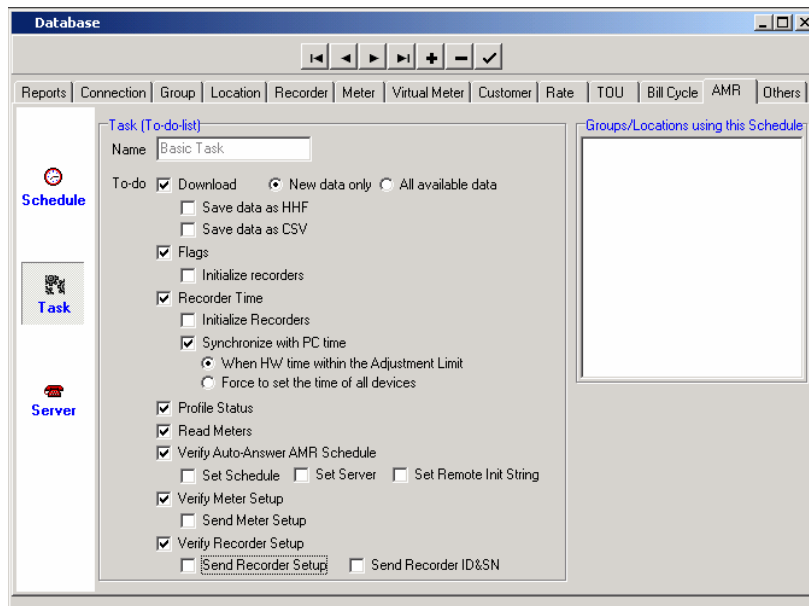 Database
Reports Connection Group Location Recorder Meter Virtual Meter Customer Rate TOU Bill Cycle AMR Others
Schedule
Task
Server
Task (To-do-list)
Name Basic Task
To-do Download New data only All available data
Save data as HHF
Save data as CSV
Flags
Initialize recorders
Recorder Time
Initialize Recorders
Synchronize with PC time
When HW time within the Adjustment Limit
Force to set the time of all devices
Profile Status
Read Meters
Verify Auto-Answer AMR Schedule
Set Schedule Set Server Set Remote Init String
Verify Meter Setup
Send Meter Setup
Verify Recorder Setup
Send Recorder Setup Send Recorder ID&SN
Groups/Locations using this Schedule